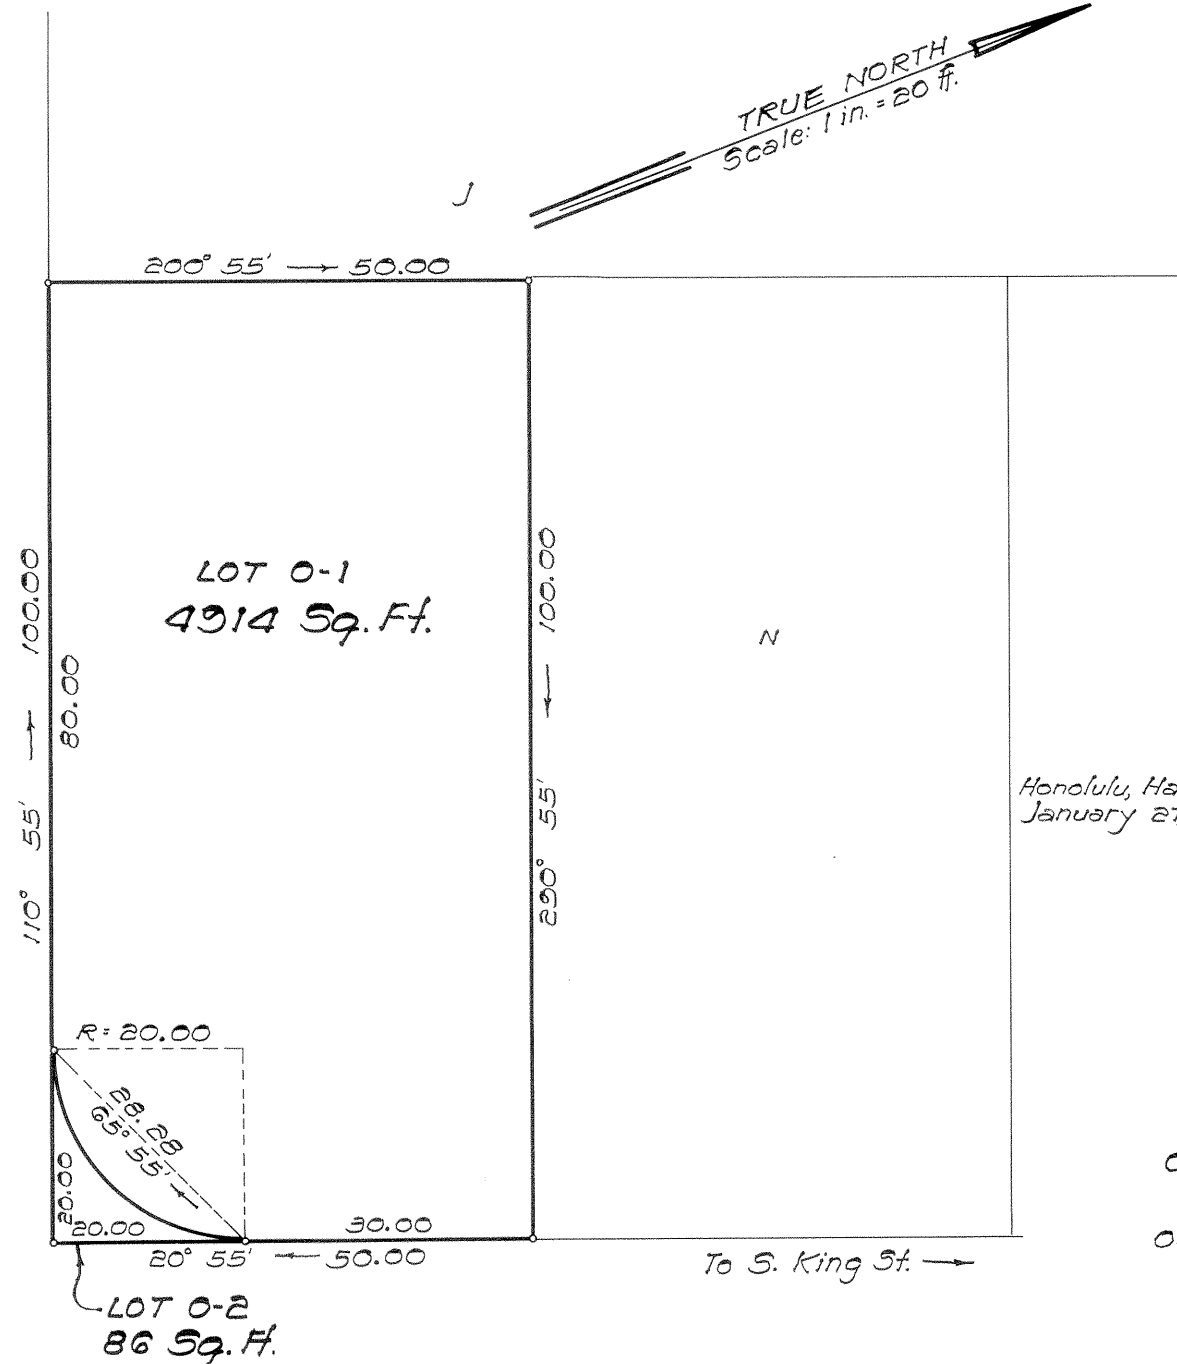 TRUE NORTH
Scale: 1 in. = 20 ft.
J
200° 55' → 50.00
LOT O-1
4914 Sq. Ft.
110° 55' → 100.00
80.00
290° 55' ← 100.00
N
Honolulu, Ha
January 27
R = 20.00
28.28
65° 55'
20.00
20.00
30.00
20° 55' ← 50.00
To S. King St. →
LOT O-2
86 Sq. Ft.